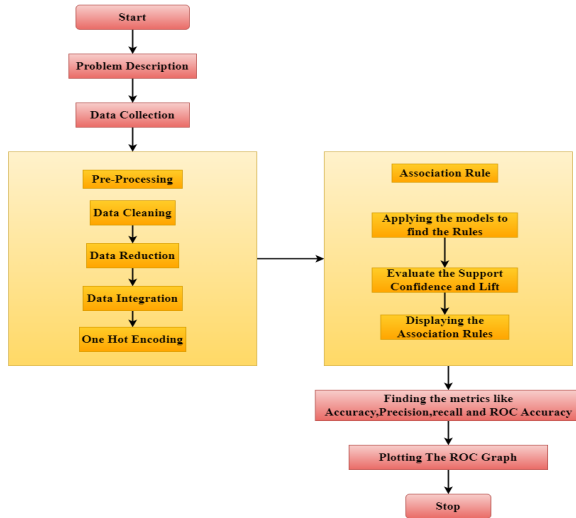 Start
Problem Description
Data Collection
Pre-Processing
Data Cleaning
Data Reduction
Data Integration
One Hot Encoding
Association Rule
Applying the models to
find the Rules
Evaluate the Support
Confidence and Lift
Displaying the
Association Rules
Finding the metrics like
Accuracy,Precision,recall and ROC Accuracy
Plotting The ROC Graph
Stop